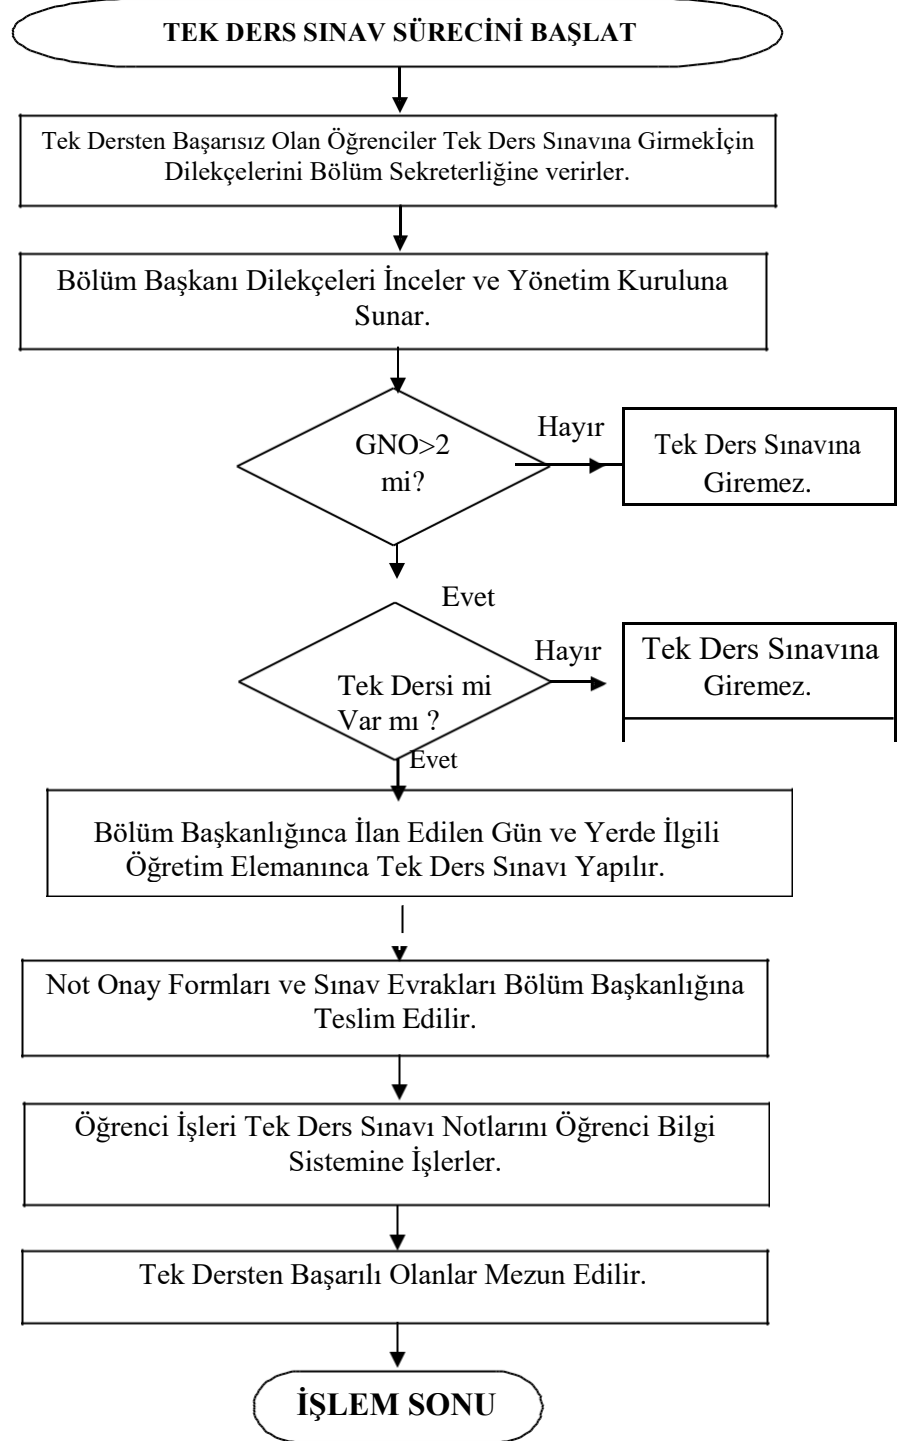 TEK DERS SINAV SÜRECİNİ BAŞLAT
Tek Dersten Başarısız Olan Öğrenciler Tek Ders Sınavına Girmekİçin
Dilekçelerini Bölüm Sekreterliğine verirler.
Bölüm Başkanı Dilekçeleri İnceler ve Yönetim Kuruluna
Sunar.
GNO>2
mi?
Hayır
Tek Ders Sınavına
Giremez.
Evet
Tek Dersi mi
Var mı ?
Hayır
Tek Ders Sınavına
Giremez.
Evet
Bölüm Başkanlığınca İlan Edilen Gün ve Yerde İlgili
Öğretim Elemanınca Tek Ders Sınavı Yapılır.
Not Onay Formları ve Sınav Evrakları Bölüm Başkanlığına
Teslim Edilir.
Öğrenci İşleri Tek Ders Sınavı Notlarını Öğrenci Bilgi
Sistemine İşlerler.
Tek Dersten Başarılı Olanlar Mezun Edilir.
İŞLEM SONU